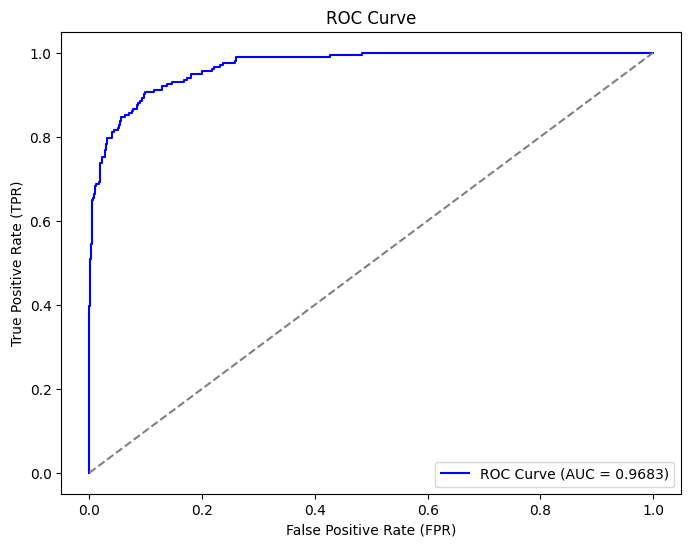 ROC Curve
1.0
0.8
0.6
0.4
0.2
0.0
True Positive Rate (TPR)
ROC Curve (AUC = 0.9683)
0.0 0.2 0.4 0.6 0.8 1.0
False Positive Rate (FPR)